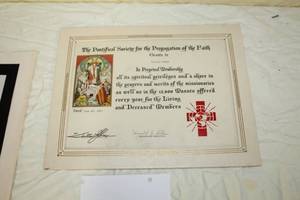 The Pontifical Society for the Propagation of the Faith
Grants to
In Perpetual Membership
all its spiritual privileges and a share in
the prayers and merits of the missionaries
as well as in the 15,000 Masses offered
every year for the Living
and Deceased Members